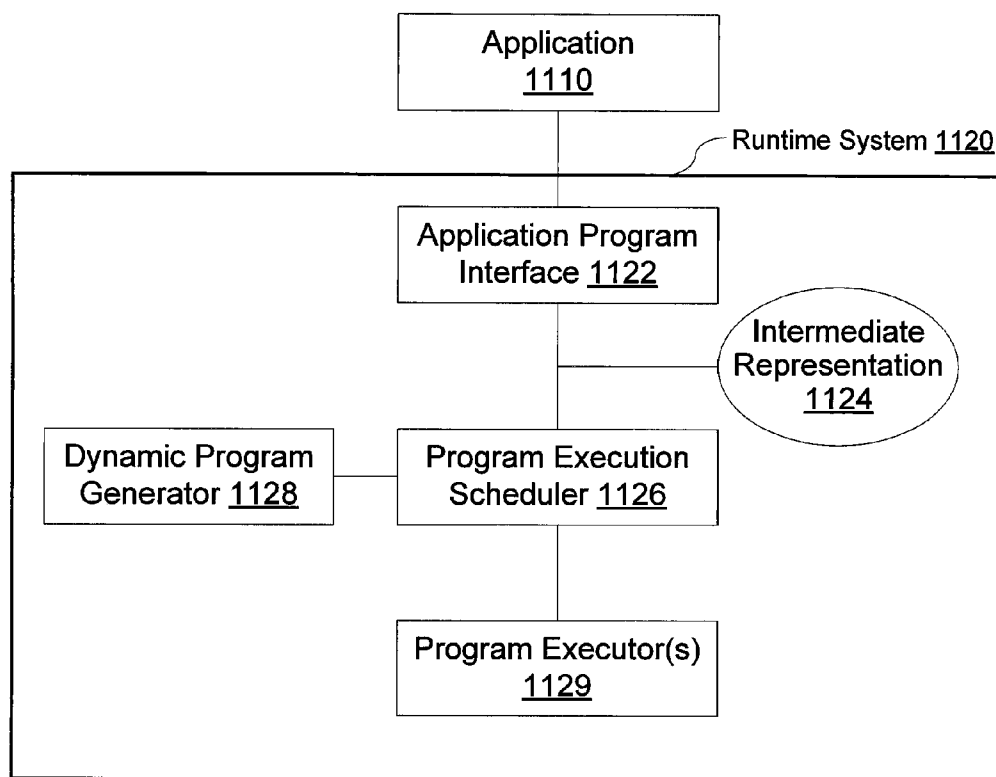 Application
1110
Runtime System 1120
Application Program
Interface 1122
Intermediate
Representation
1124
Dynamic Program
Generator 1128
Program Execution
Scheduler 1126
Program Executor(s)
1129